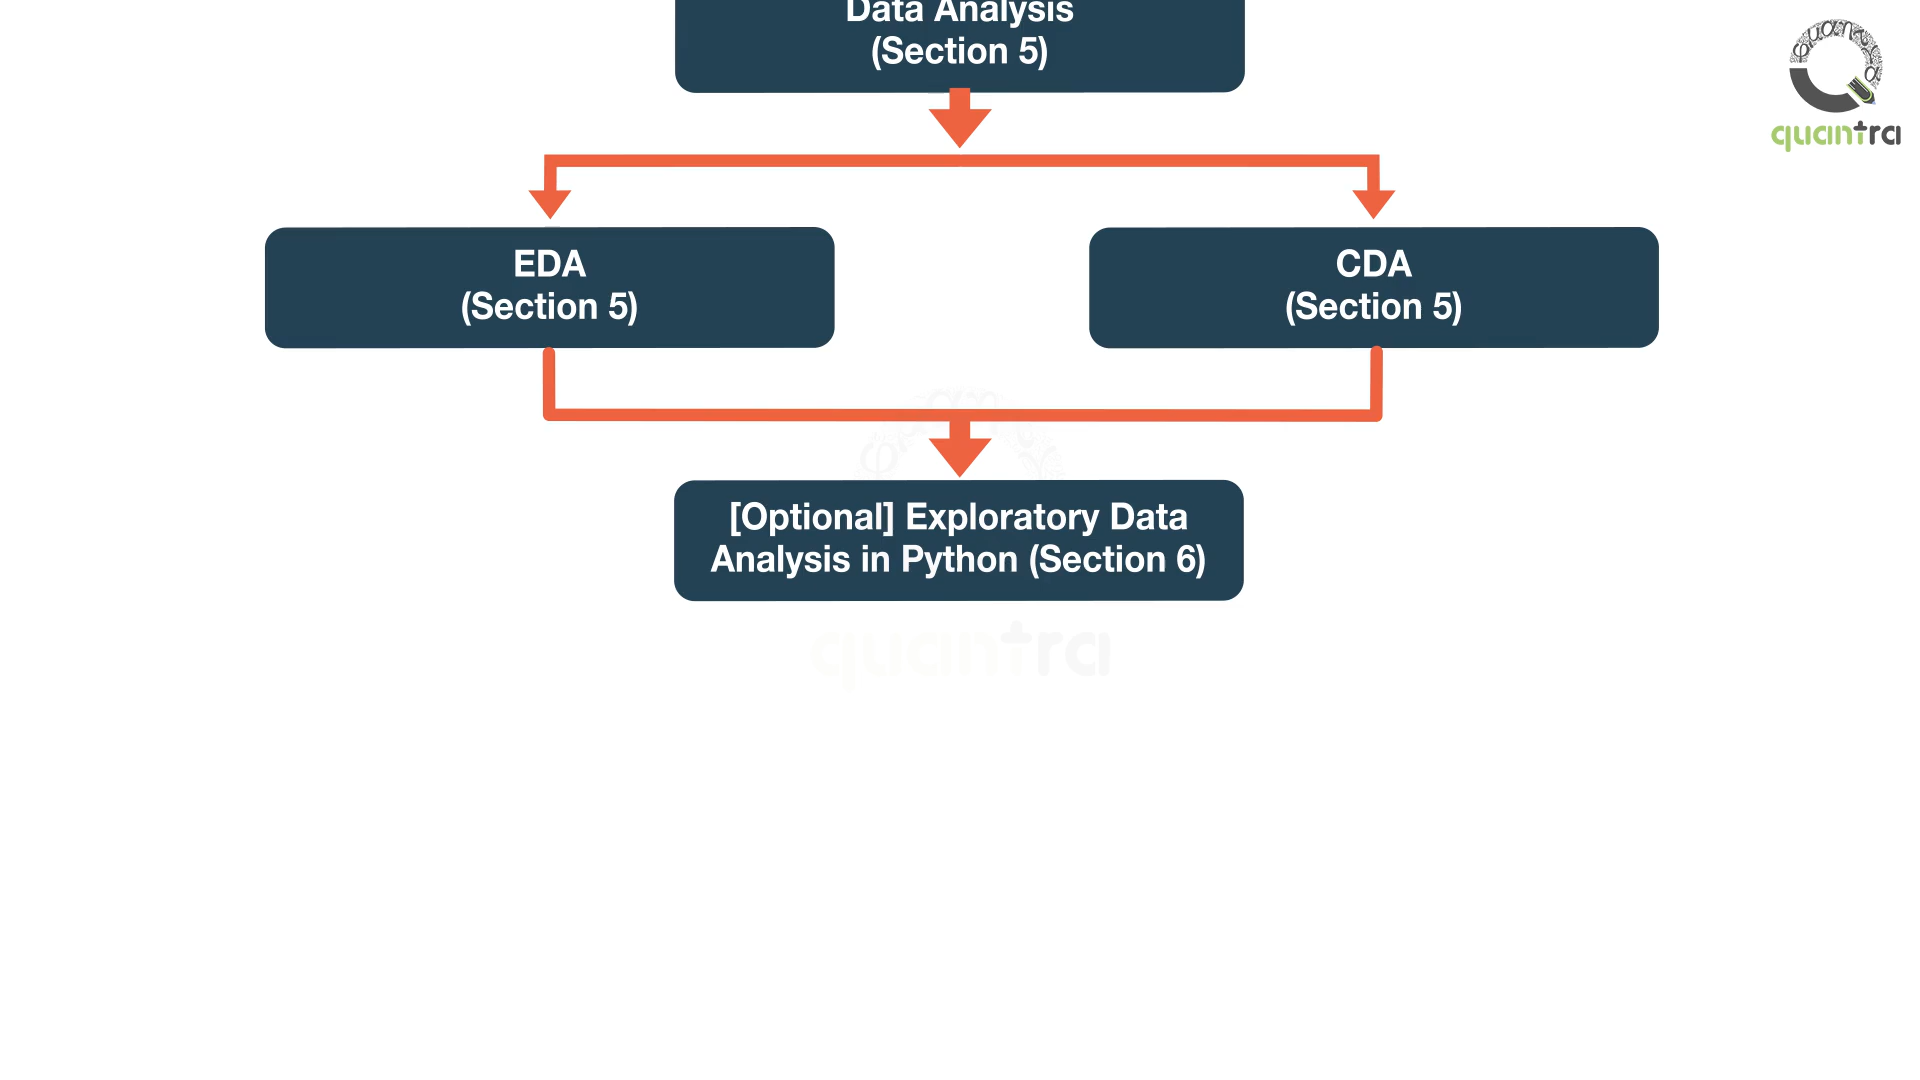 Data Analysis
(Section 5)
quantra
EDA
(Section 5)
CDA
(Section 5)
[Optional] Exploratory Data
Analysis in Python (Section 6)
quantra